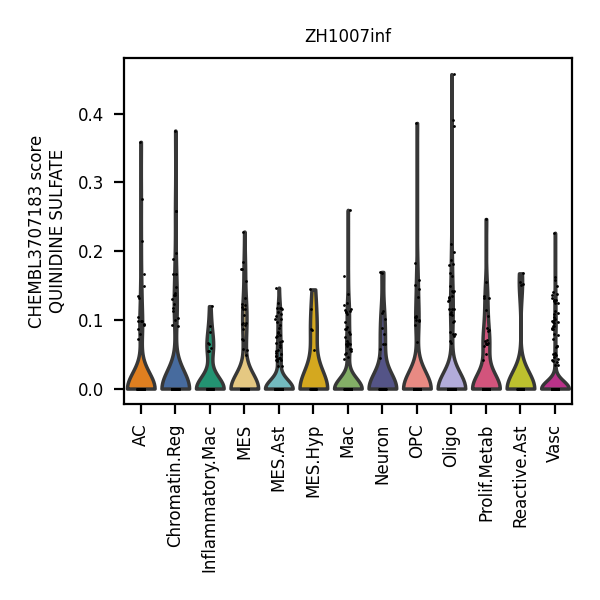 ZH1007inf
CHEMBL3707183 score
QUINIDINE SULFATE
0.4
0.3
0.2
0.1
0.0
AC
Chromatin.Reg
Inflammatory.Mac
MES
MES.Ast
MES.Hyp
Mac
Neuron
OPC
Oligo
Prolif.Metab
Reactive.Ast
Vasc